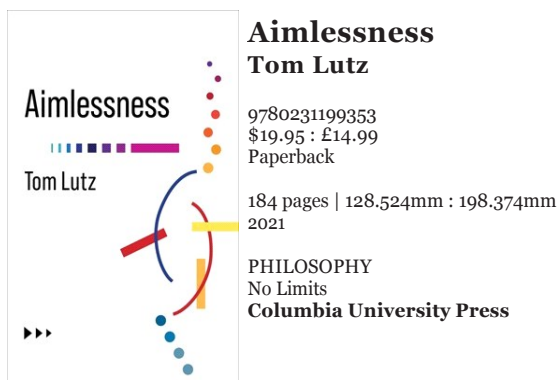 Aimlessness
Tom Lutz
Aimlessness
Tom Lutz
9780231199353
$19.95 : £14.99
Paperback
184 pages | 128.524mm : 198.374mm
2021
PHILOSOPHY
No Limits
Columbia University Press